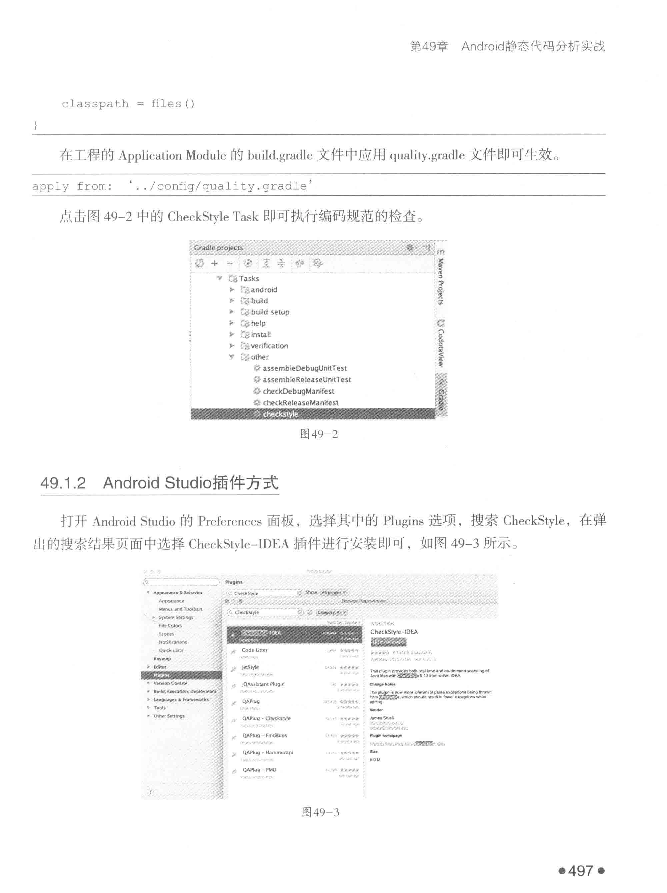 第49章 Android静态代码分析实战
classpath = files()
}
在工程的 Application Module 的 build.gradle 文件中应用 quality.gradle 文件即可生效。
apply from: '../config/quality.gradle'
点击图 49-2 中的 CheckStyle Task 即可执行编码规范的检查。
Gradle projects
Tasks
android
build
build setup
help
install
verification
other
assembleDebugUnitTest
assembleReleaseUnitTest
checkDebugManifest
checkReleaseManifest
checkstyle
Maven Projects
CodotaView
Gradle
图49-2
49.1.2 Android Studio插件方式
打开 Android Studio 的 Preferences 面板，选择其中的 Plugins 选项，搜索 CheckStyle，在弹
出的搜索结果页面中选择 CheckStyle-IDEA 插件进行安装即可，如图 49-3 所示。
Appearance & Behavior
Appearance
Menus and Toolbars
System Settings
File Colors
Scopes
Notifications
Quick Lists
Keymap
Editor
Plugins
Version Control
Build, Execution, Deployment
Languages & Frameworks
Tools
Other Settings
Plugins
CheckStyle
Show:
checkstyle
Category:
IDEA
Code Lizer
JetStyle
QAssistant Plugin
QAPlug
QAPlug - Checkstyle
QAPlug - FindBugs
QAPlug - Hammurapi
QAPlug - PMD
CheckStyle-IDEA
Change Notes
Vendor
Plugin homepage
Size
图49-3
●497●